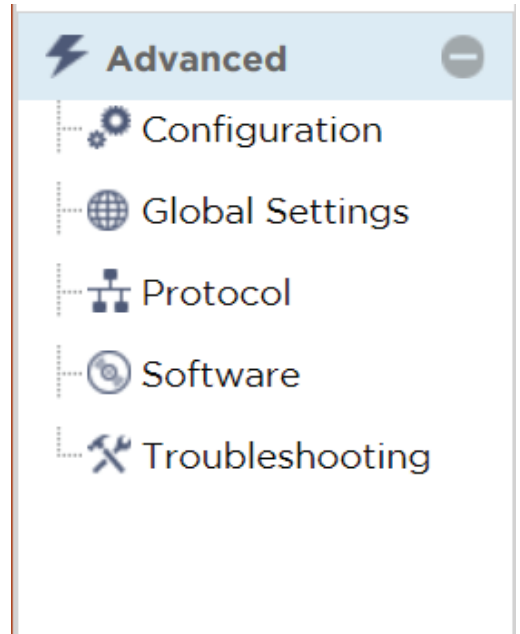 Advanced
Configuration
Global Settings
Protocol
Software
Troubleshooting